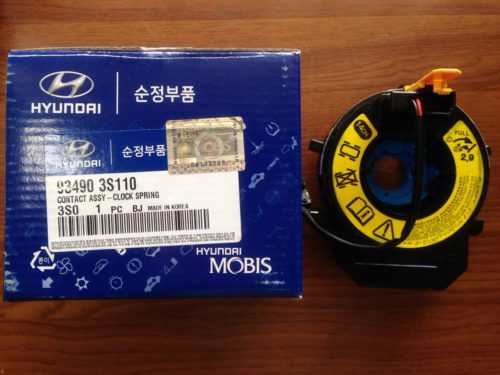 HYUNDAI
순정부품
HYUNDAI
순정부품
93490 3S110
CONTACT ASSY-CLOCK SPRING
3S0 1 PC BJ MADE IN KOREA
HYUNDAI
MOBIS
FULL
2,9